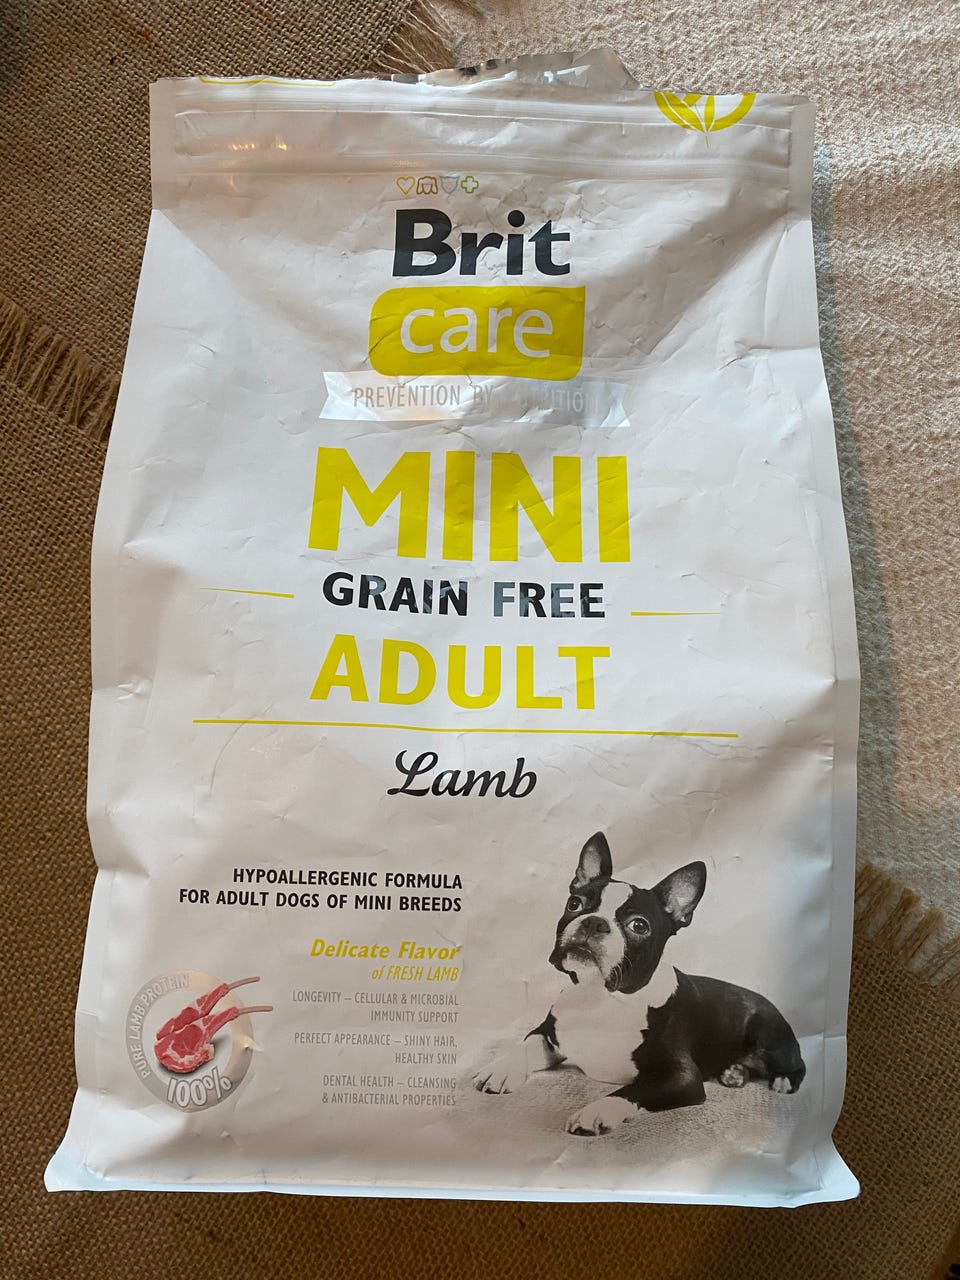 Brit
care
PREVENTION BY NUTRITION
MINI
GRAIN FREE
ADULT
Lamb
HYPOALLERGENIC FORMULA
FOR ADULT DOGS OF MINI BREEDS
Delicate Flavor
of FRESH LAMB
LONGEVITY – CELLULAR & MICROBIAL
IMMUNITY SUPPORT
PERFECT APPEARANCE – SHINY HAIR,
HEALTHY SKIN
DENTAL HEALTH – CLEANSING
& ANTIBACTERIAL PROPERTIES
PURE LAMB PROTEIN
100%